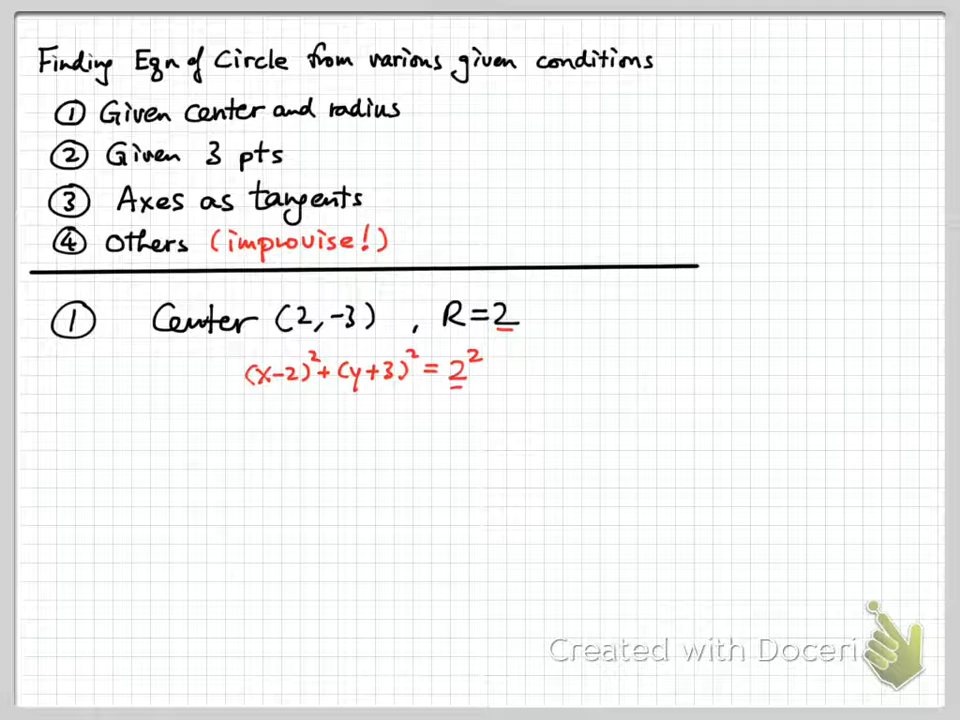 Finding Eqn of Circle from various given conditions
① Given center and radius
② Given 3 pts
③ Axes as tangents
④ Others (improvise!)
① Center (2,-3) , R=2
(x-2)²+(y+3)²=2²
Created with Doceri